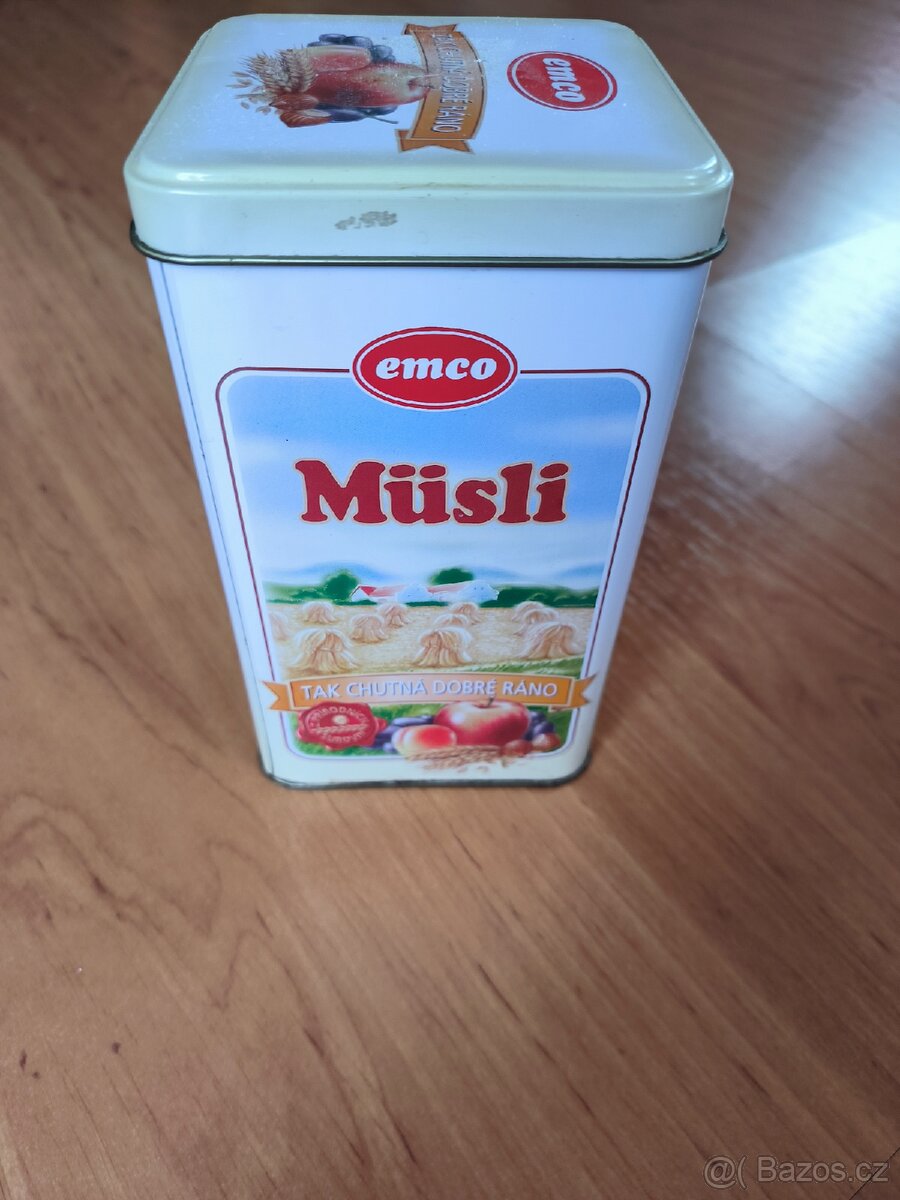 TAK CHUTNÁ DOBRÉ RÁNO
emco
emco
Müsli
TAK CHUTNÁ DOBRÉ RÁNO
@( Bazos.cz